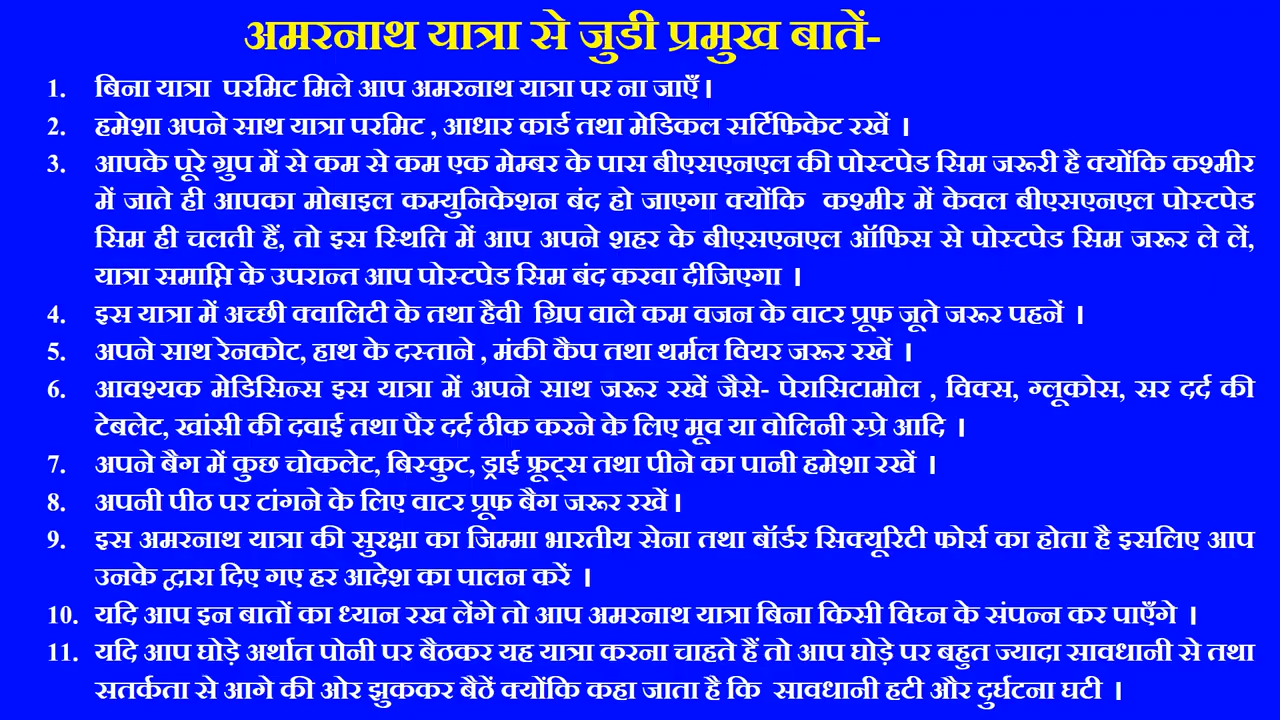 अमरनाथ यात्रा से जुडी प्रमुख बातें-
1. बिना यात्रा परमिट मिले आप अमरनाथ यात्रा पर ना जाएँ।
2. हमेशा अपने साथ यात्रा परमिट , आधार कार्ड तथा मेडिकल सर्टिफिकेट रखें ।
3. आपके पूरे ग्रुप में से कम से कम एक मेम्बर के पास बीएसएनएल की पोस्टपेड सिम जरूरी है क्योंकि कश्मीर
में जाते ही आपका मोबाइल कम्युनिकेशन बंद हो जाएगा क्योंकि कश्मीर में केवल बीएसएनएल पोस्टपेड
सिम ही चलती हैं, तो इस स्थिति में आप अपने शहर के बीएसएनएल ऑफिस से पोस्टपेड सिम जरूर ले लें,
यात्रा समाप्ति के उपरान्त आप पोस्टपेड सिम बंद करवा दीजिएगा ।
4. इस यात्रा में अच्छी क्वालिटी के तथा हैवी ग्रिप वाले कम वजन के वाटर प्रूफ जूते जरूर पहनें ।
5. अपने साथ रेनकोट, हाथ के दस्ताने , मंकी कैप तथा थर्मल वियर जरूर रखें ।
6. आवश्यक मेडिसिन्स इस यात्रा में अपने साथ जरूर रखें जैसे- पेरासिटामोल , विक्स, ग्लूकोस, सर दर्द की
टेबलेट, खांसी की दवाई तथा पैर दर्द ठीक करने के लिए मूव या वोलिनी स्प्रे आदि ।
7. अपने बैग में कुछ चोकलेट, बिस्कुट, ड्राई फ्रूट्स तथा पीने का पानी हमेशा रखें ।
8. अपनी पीठ पर टांगने के लिए वाटर प्रूफ बैग जरूर रखें।
9. इस अमरनाथ यात्रा की सुरक्षा का जिम्मा भारतीय सेना तथा बॉर्डर सिक्यूरिटी फोर्स का होता है इसलिए आप
उनके द्वारा दिए गए हर आदेश का पालन करें ।
10. यदि आप इन बातों का ध्यान रख लेंगे तो आप अमरनाथ यात्रा बिना किसी विघ्न के संपन्न कर पाएँगे ।
11. यदि आप घोड़े अर्थात पोनी पर बैठकर यह यात्रा करना चाहते हैं तो आप घोड़े पर बहुत ज्यादा सावधानी से तथा
सतर्कता से आगे की ओर झुककर बैठें क्योंकि कहा जाता है कि सावधानी हटी और दुर्घटना घटी ।